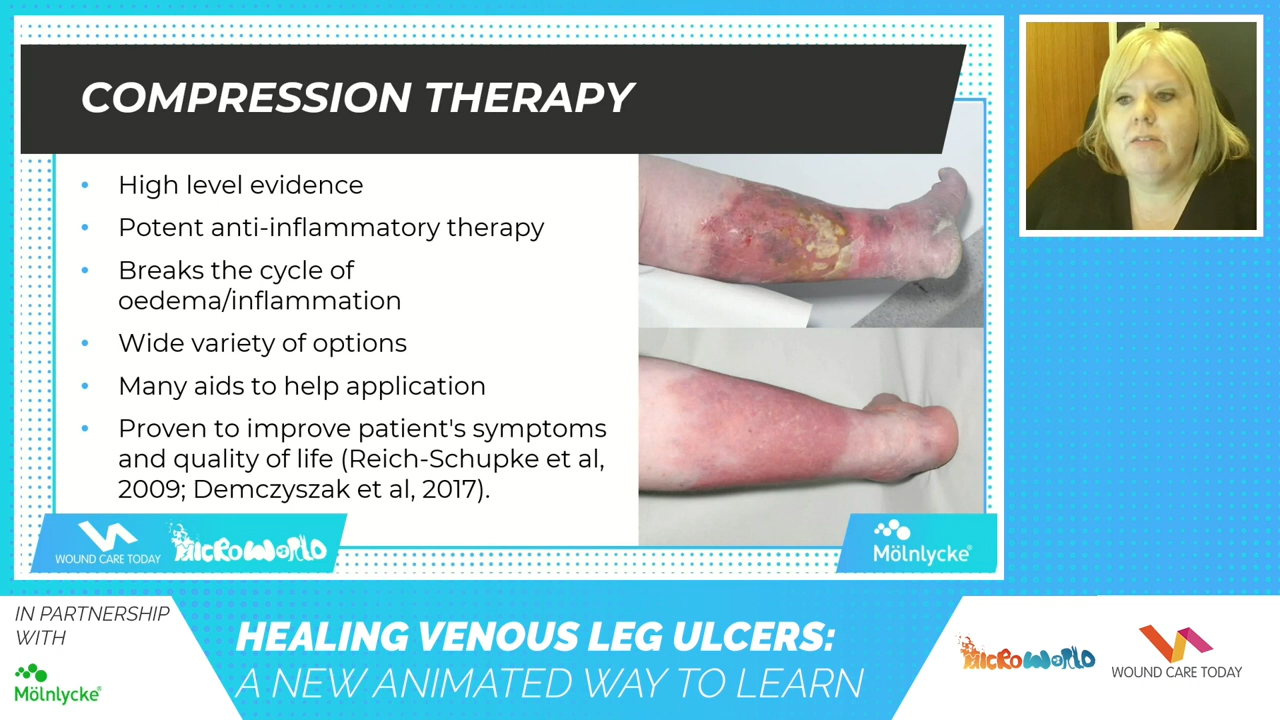 COMPRESSION THERAPY
• High level evidence
• Potent anti-inflammatory therapy
• Breaks the cycle of
oedema/inflammation
• Wide variety of options
• Many aids to help application
• Proven to improve patient's symptoms
and quality of life (Reich-Schupke et al,
2009; Demczyszak et al, 2017).
WOUND CARE TODAY
MICROWORLD
Mölnlycke®
IN PARTNERSHIP
WITH
Mölnlycke®
HEALING VENOUS LEG ULCERS:
A NEW ANIMATED WAY TO LEARN
MICROWORLD
WOUND CARE TODAY